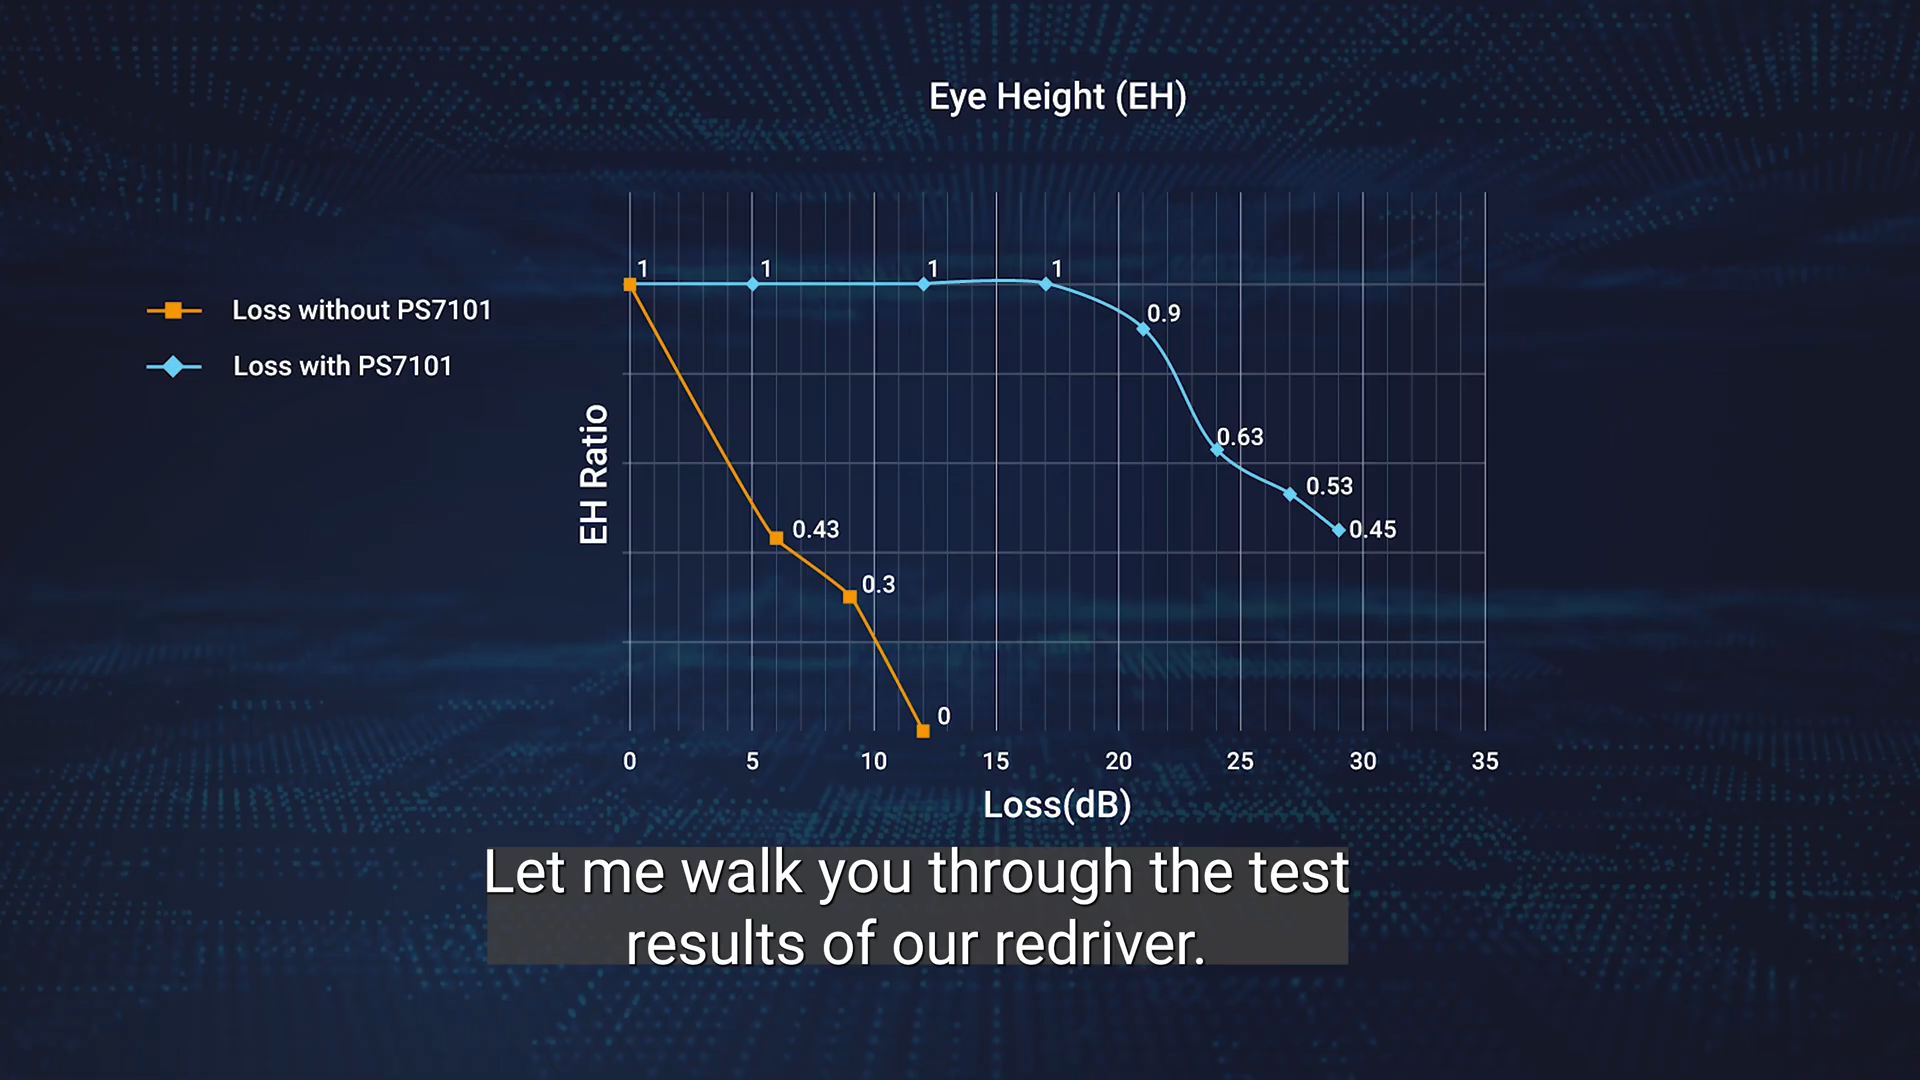 Eye Height (EH)
Loss without PS7101
Loss with PS7101
EH Ratio
1
1
1
1
0.9
0.63
0.53
0.45
0.43
0.3
0
0 5 10 15 20 25 30 35
Loss(dB)
Let me walk you through the test
results of our redriver.